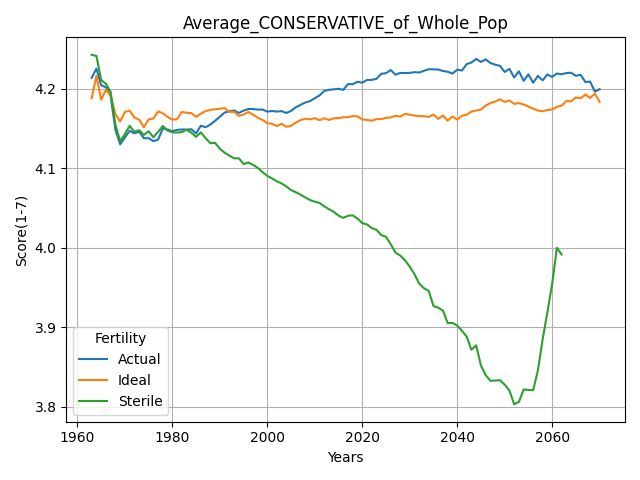 Average_CONSERVATIVE_of_Whole_Pop
Score(1-7)
4.2
4.1
4.0
3.9
3.8
Fertility
Actual
Ideal
Sterile
1960 1980 2000 2020 2040 2060
Years